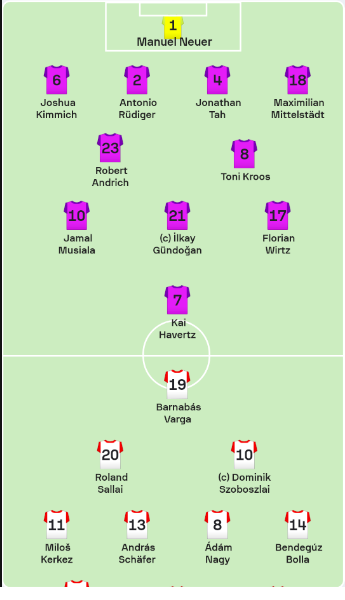 1
Manuel Neuer
6 2 4 18
Joshua Antonio Jonathan Maximilian
Kimmich Rüdiger Tah Mittelstädt
23 8
Robert Toni Kroos
Andrich
10 21 17
Jamal (c) İlkay Florian
Musiala Gündoğan Wirtz
7
Kai
Havertz
19
Barnabás
Varga
20 10
Roland (c) Dominik
Sallai Szoboszlai
11 13 8 14
Miloš András Ádám Bendegúz
Kerkez Schäfer Nagy Bolla